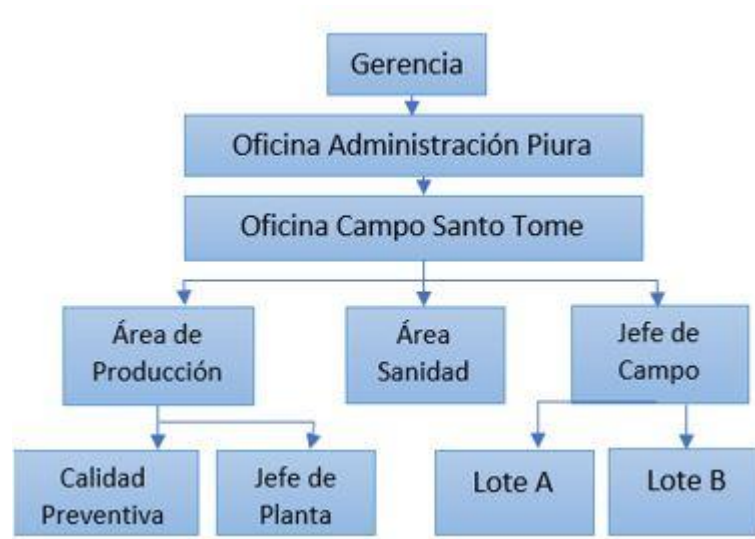 Gerencia
Oficina Administración Piura
Oficina Campo Santo Tome
Área de
Producción
Área
Sanidad
Jefe de
Campo
Calidad
Preventiva
Jefe de
Planta
Lote A
Lote B